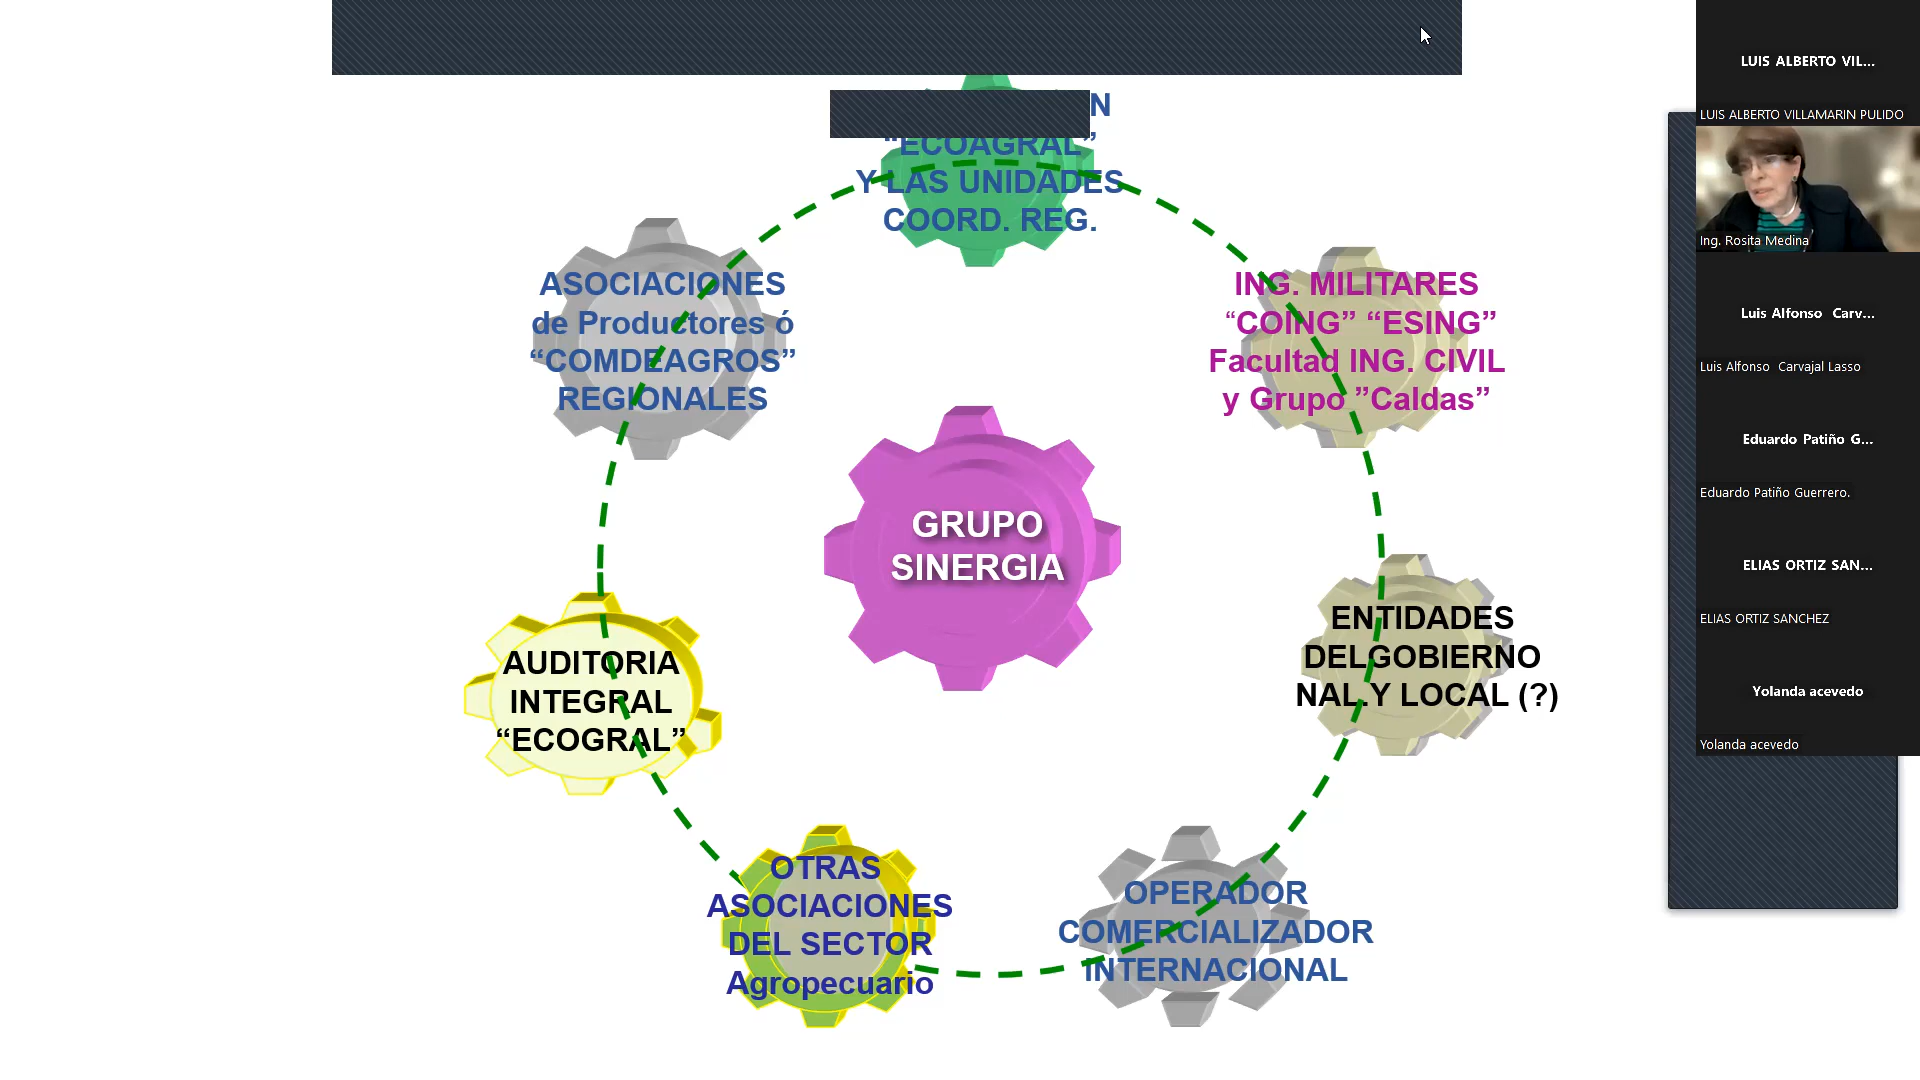 “ECOAGRAL”
Y LAS UNIDADES
COORD. REG.
ASOCIACIONES
de Productores ó
“COMDEAGROS”
REGIONALES
ING. MILITARES
“COING” “ESING”
Facultad ING. CIVIL
y Grupo ”Caldas”
GRUPO
SINERGIA
ENTIDADES
DELGOBIERNO
NAL.Y LOCAL (?)
AUDITORIA
INTEGRAL
“ECOGRAL”
OTRAS
ASOCIACIONES
DEL SECTOR
Agropecuario
OPERADOR
COMERCIALIZADOR
INTERNACIONAL
LUIS ALBERTO VIL...
LUIS ALBERTO VILLAMARIN PULIDO
Ing. Rosita Medina
Luis Alfonso Carv...
Luis Alfonso Carvajal Lasso
Eduardo Patiño G...
Eduardo Patiño Guerrero.
ELIAS ORTIZ SAN...
ELIAS ORTIZ SANCHEZ
Yolanda acevedo
Yolanda acevedo